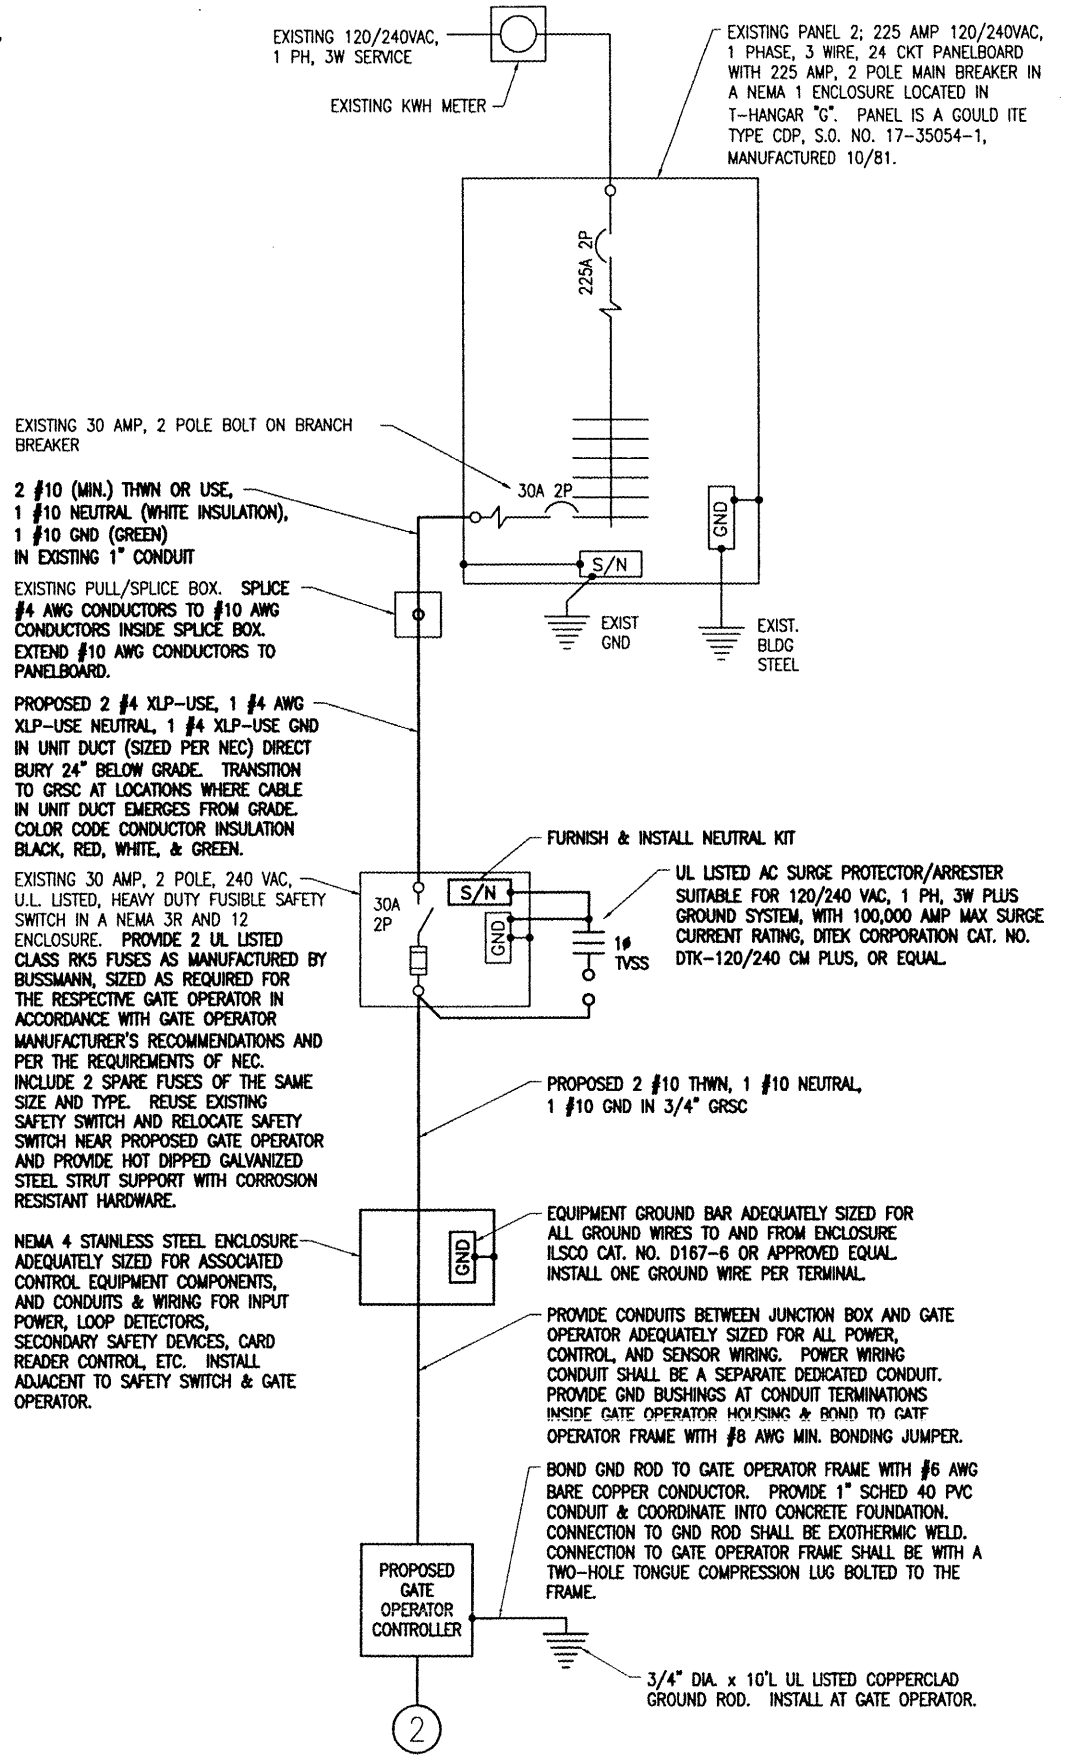 EXISTING 120/240VAC,
1 PH, 3W SERVICE
EXISTING KWH METER
EXISTING PANEL 2; 225 AMP 120/240VAC,
1 PHASE, 3 WIRE, 24 CKT PANELBOARD
WITH 225 AMP, 2 POLE MAIN BREAKER IN
A NEMA 1 ENCLOSURE LOCATED IN
T-HANGAR "G". PANEL IS A GOULD ITE
TYPE CDP, S.O. NO. 17-35054-1,
MANUFACTURED 10/81.
225A 2P
EXISTING 30 AMP, 2 POLE BOLT ON BRANCH
BREAKER
30A 2P
GND
S/N
EXIST
GND
EXIST.
BLDG
STEEL
2 #10 (MIN.) THWN OR USE,
1 #10 NEUTRAL (WHITE INSULATION),
1 #10 GND (GREEN)
IN EXISTING 1" CONDUIT
EXISTING PULL/SPLICE BOX. SPLICE
#4 AWG CONDUCTORS TO #10 AWG
CONDUCTORS INSIDE SPLICE BOX.
EXTEND #10 AWG CONDUCTORS TO
PANELBOARD.
PROPOSED 2 #4 XLP-USE, 1 #4 AWG
XLP-USE NEUTRAL, 1 #4 XLP-USE GND
IN UNIT DUCT (SIZED PER NEC) DIRECT
BURY 24" BELOW GRADE. TRANSITION
TO GRSC AT LOCATIONS WHERE CABLE
IN UNIT DUCT EMERGES FROM GRADE.
COLOR CODE CONDUCTOR INSULATION
BLACK, RED, WHITE, & GREEN.
FURNISH & INSTALL NEUTRAL KIT
EXISTING 30 AMP, 2 POLE, 240 VAC,
U.L. LISTED, HEAVY DUTY FUSIBLE SAFETY
SWITCH IN A NEMA 3R AND 12
ENCLOSURE. PROVIDE 2 UL LISTED
CLASS RK5 FUSES AS MANUFACTURED BY
BUSSMANN, SIZED AS REQUIRED FOR
THE RESPECTIVE GATE OPERATOR IN
ACCORDANCE WITH GATE OPERATOR
MANUFACTURER'S RECOMMENDATIONS AND
PER THE REQUIREMENTS OF NEC.
INCLUDE 2 SPARE FUSES OF THE SAME
SIZE AND TYPE. REUSE EXISTING
SAFETY SWITCH AND RELOCATE SAFETY
SWITCH NEAR PROPOSED GATE OPERATOR
AND PROVIDE HOT DIPPED GALVANIZED
STEEL STRUT SUPPORT WITH CORROSION
RESISTANT HARDWARE.
30A
2P
S/N
GND
1ø
TVSS
UL LISTED AC SURGE PROTECTOR/ARRESTER
SUITABLE FOR 120/240 VAC, 1 PH, 3W PLUS
GROUND SYSTEM, WITH 100,000 AMP MAX SURGE
CURRENT RATING, DITEK CORPORATION CAT. NO.
DTK-120/240 CM PLUS, OR EQUAL.
PROPOSED 2 #10 THWN, 1 #10 NEUTRAL,
1 #10 GND IN 3/4" GRSC
NEMA 4 STAINLESS STEEL ENCLOSURE
ADEQUATELY SIZED FOR ASSOCIATED
CONTROL EQUIPMENT COMPONENTS,
AND CONDUITS & WIRING FOR INPUT
POWER, LOOP DETECTORS,
SECONDARY SAFETY DEVICES, CARD
READER CONTROL, ETC. INSTALL
ADJACENT TO SAFETY SWITCH & GATE
OPERATOR.
GND
EQUIPMENT GROUND BAR ADEQUATELY SIZED FOR
ALL GROUND WIRES TO AND FROM ENCLOSURE
ILSCO CAT. NO. D167-6 OR APPROVED EQUAL.
INSTALL ONE GROUND WIRE PER TERMINAL.
PROVIDE CONDUITS BETWEEN JUNCTION BOX AND GATE
OPERATOR ADEQUATELY SIZED FOR ALL POWER,
CONTROL, AND SENSOR WIRING. POWER WIRING
CONDUIT SHALL BE A SEPARATE DEDICATED CONDUIT.
PROVIDE GND BUSHINGS AT CONDUIT TERMINATIONS
INSIDE GATE OPERATOR HOUSING & BOND TO GATE
OPERATOR FRAME WITH #8 AWG MIN. BONDING JUMPER.
BOND GND ROD TO GATE OPERATOR FRAME WITH #6 AWG
BARE COPPER CONDUCTOR. PROVIDE 1" SCHED 40 PVC
CONDUIT & COORDINATE INTO CONCRETE FOUNDATION.
CONNECTION TO GND ROD SHALL BE EXOTHERMIC WELD.
CONNECTION TO GATE OPERATOR FRAME SHALL BE WITH A
TWO-HOLE TONGUE COMPRESSION LUG BOLTED TO THE
FRAME.
PROPOSED
GATE
OPERATOR
CONTROLLER
3/4" DIA. x 10'L UL LISTED COPPERCLAD
GROUND ROD. INSTALL AT GATE OPERATOR.
2